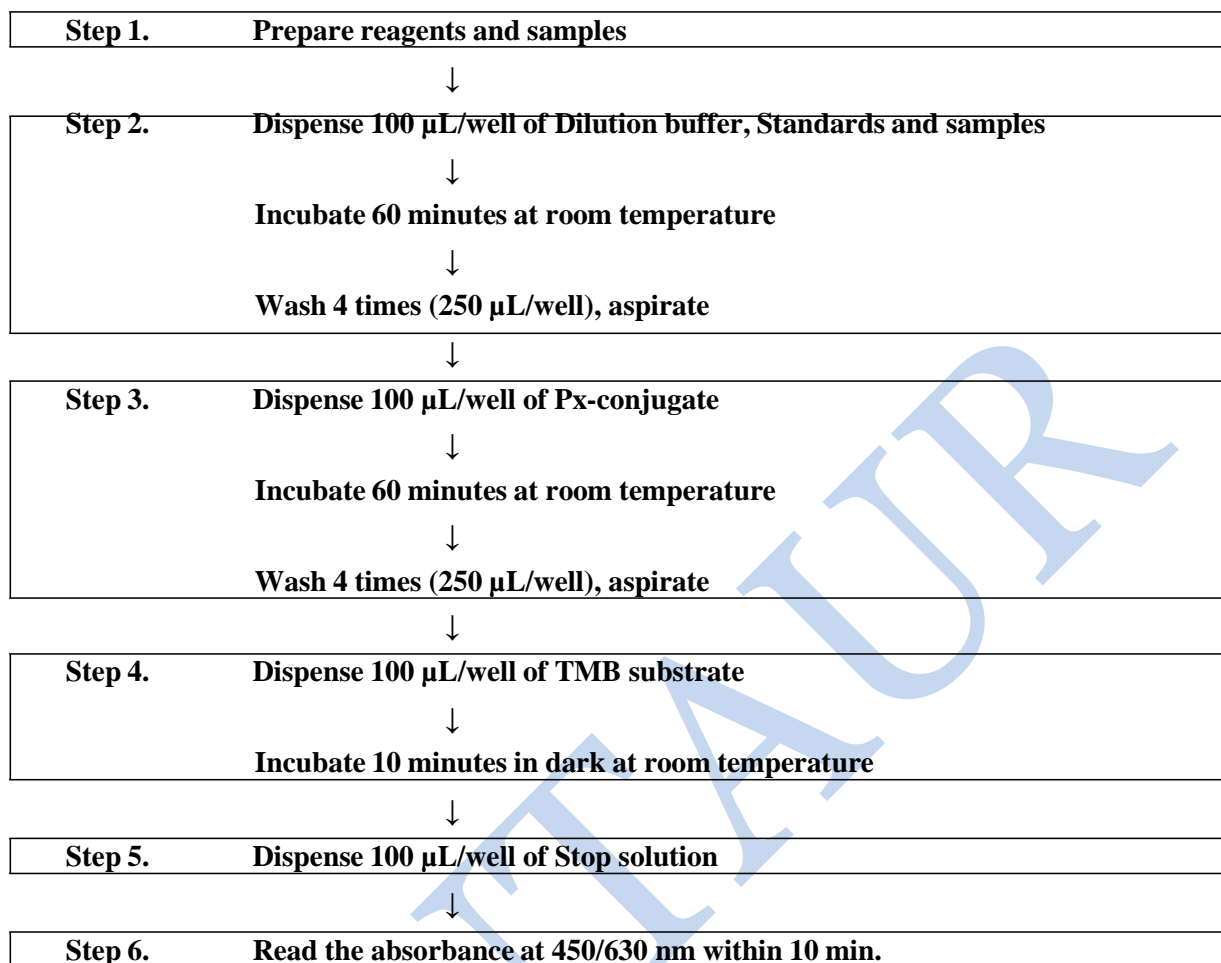 Step 1. Prepare reagents and samples
↓
Step 2. Dispense 100 µL/well of Dilution buffer, Standards and samples
↓
Incubate 60 minutes at room temperature
↓
Wash 4 times (250 µL/well), aspirate
↓
Step 3. Dispense 100 µL/well of Px-conjugate
↓
Incubate 60 minutes at room temperature
↓
Wash 4 times (250 µL/well), aspirate
↓
Step 4. Dispense 100 µL/well of TMB substrate
↓
Incubate 10 minutes in dark at room temperature
↓
Step 5. Dispense 100 µL/well of Stop solution
↓
Step 6. Read the absorbance at 450/630 nm within 10 min.
TAUR